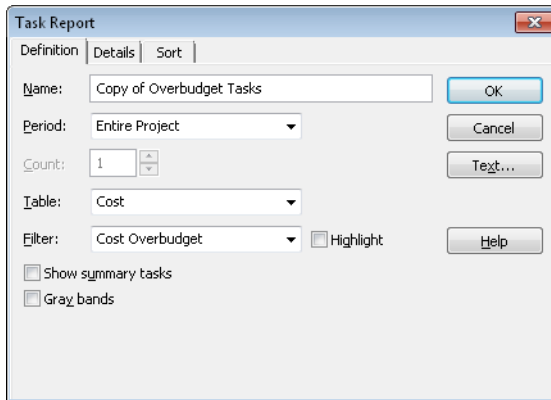 Task Report
Definition Details Sort
Name: Copy of Overbudget Tasks OK
Period: Entire Project Cancel
Count: 1 Text...
Table: Cost
Filter: Cost Overbudget Highlight Help
Show summary tasks
Gray bands